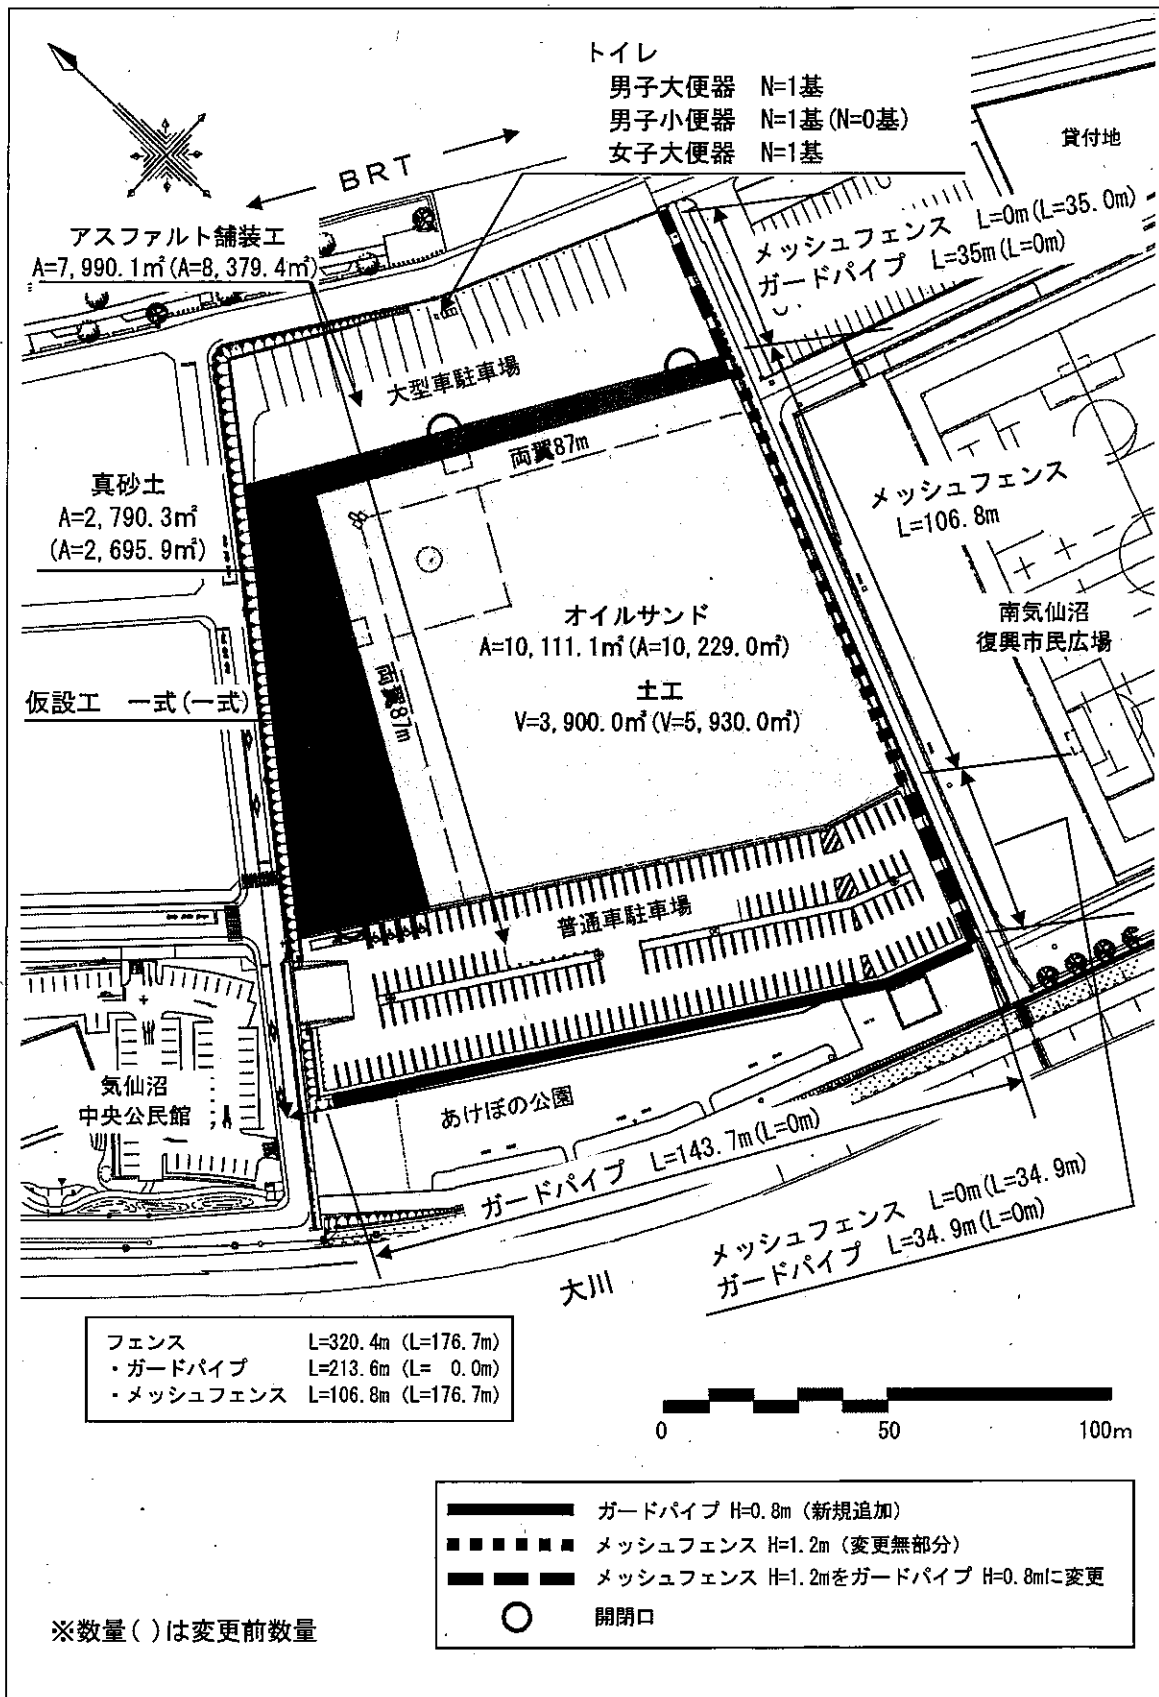 トイレ
男子大便器 N=1基
男子小便器 N=1基(N=0基)
女子大便器 N=1基
貸付地
BRT
アスファルト舗装工
A=7,990.1㎡(A=8,379.4㎡)
メッシュフェンス L=0m(L=35.0m)
ガードパイプ L=35m(L=0m)
大型車駐車場
両翼87m
真砂土
A=2,790.3㎡
(A=2,695.9㎡)
メッシュフェンス
L=106.8m
オイルサンド
A=10,111.1㎡(A=10,229.0㎡)
土工
V=3,900.0㎡(V=5,930.0㎡)
南気仙沼
復興市民広場
両翼87m
仮設工 一式(一式)
普通車駐車場
気仙沼
中央公民館
あけぼの公園
ガードパイプ L=143.7m(L=0m)
メッシュフェンス L=0m(L=34.9m)
ガードパイプ L=34.9m(L=0m)
大川
フェンス L=320.4m (L=176.7m)
・ガードパイプ L=213.6m (L= 0.0m)
・メッシュフェンス L=106.8m (L=176.7m)
0 50 100m
ガードパイプ H=0.8m (新規追加)
メッシュフェンス H=1.2m (変更無部分)
メッシュフェンス H=1.2mをガードパイプ H=0.8mに変更
開閉口
※数量( )は変更前数量